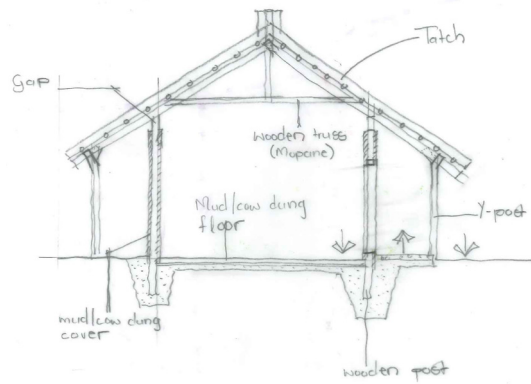 Tatch
Gap
wooden truss
(Mopane)
Mud/cow dung
floor
Y-post
mud/cow dung
cover
wooden post